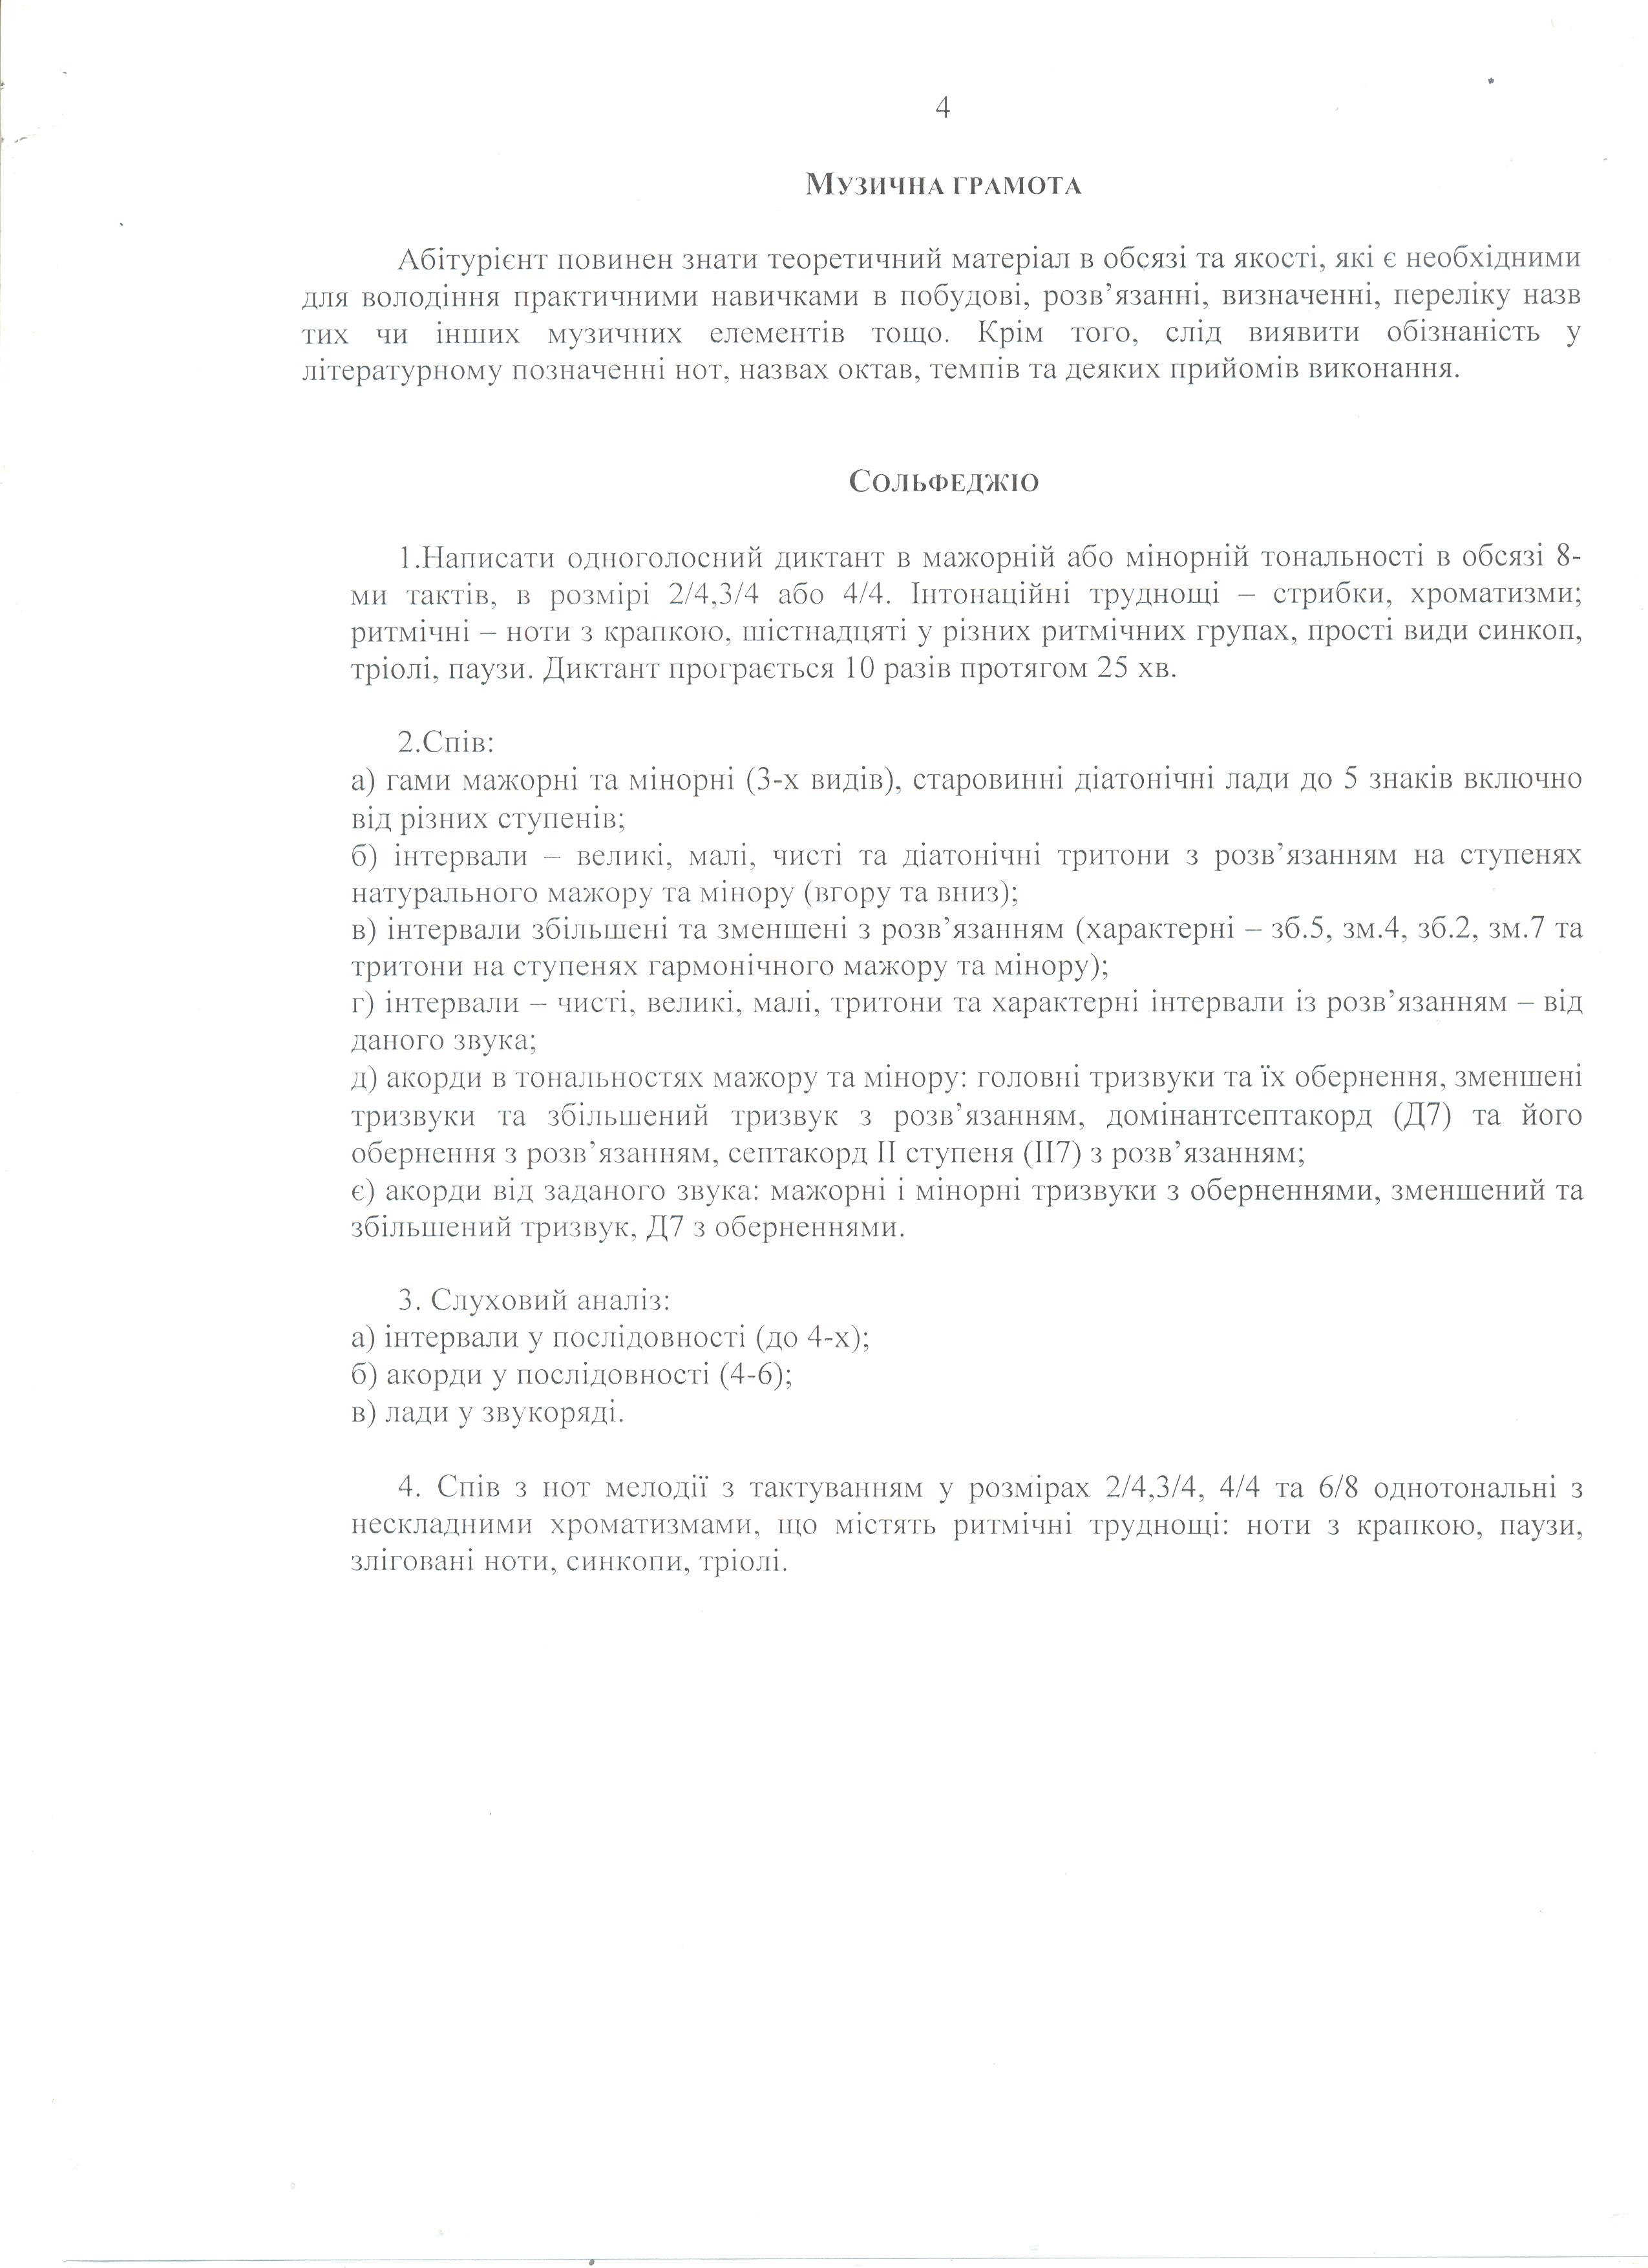 4
МУЗИЧНА ГРАМОТА
Абітурієнт повинен знати теоретичний матеріал в обсязі та якості, які є необхідними
для володіння практичними навичками в побудові, розв’язанні, визначенні, переліку назв
тих чи інших музичних елементів тощо. Крім того, слід виявити обізнаність у
літературному позначенні нот, назвах октав, темпів та деяких прийомів виконання.
СОЛЬФЕДЖІО
1.Написати одноголосний диктант в мажорній або мінорній тональності в обсязі 8-
ми тактів, в розмірі 2/4,3/4 або 4/4. Інтонаційні труднощі – стрибки, хроматизми;
ритмічні – ноти з крапкою, шістнадцяті у різних ритмічних групах, прості види синкоп,
тріолі, паузи. Диктант програється 10 разів протягом 25 хв.
2.Спів:
а) гами мажорні та мінорні (3-х видів), старовинні діатонічні лади до 5 знаків включно
від різних ступенів;
б) інтервали – великі, малі, чисті та діатонічні тритони з розв’язанням на ступенях
натурального мажору та мінору (вгору та вниз);
в) інтервали збільшені та зменшені з розв’язанням (характерні – зб.5, зм.4, зб.2, зм.7 та
тритони на ступенях гармонічного мажору та мінору);
г) інтервали – чисті, великі, малі, тритони та характерні інтервали із розв’язанням – від
даного звука;
д) акорди в тональностях мажору та мінору: головні тризвуки та їх обернення, зменшені
тризвуки та збільшений тризвук з розв’язанням, домінантсептакорд (Д7) та його
обернення з розв’язанням, септакорд II ступеня (II7) з розв’язанням;
є) акорди від заданого звука: мажорні і мінорні тризвуки з оберненнями, зменшений та
збільшений тризвук, Д7 з оберненнями.
3. Слуховий аналіз:
а) інтервали у послідовності (до 4-х);
б) акорди у послідовності (4-6);
в) лади у звукоряді.
4. Спів з нот мелодії з тактуванням у розмірах 2/4,3/4, 4/4 та 6/8 однотональні з
нескладними хроматизмами, що містять ритмічні труднощі: ноти з крапкою, паузи,
зліговані ноти, синкопи, тріолі.